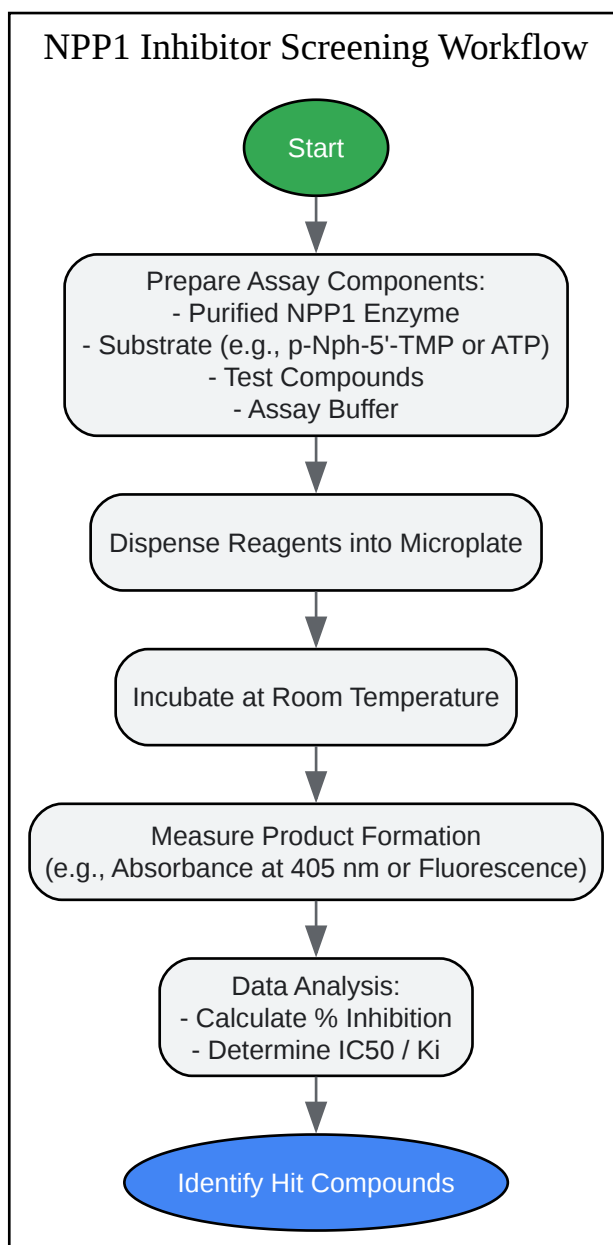 NPP1 Inhibitor Screening Workflow
Start
Prepare Assay Components:
- Purified NPP1 Enzyme
- Substrate (e.g., p-Nph-5'-TMP or ATP)
- Test Compounds
- Assay Buffer
Dispense Reagents into Microplate
Incubate at Room Temperature
Measure Product Formation
(e.g., Absorbance at 405 nm or Fluorescence)
Data Analysis:
- Calculate % Inhibition
- Determine IC50 / Ki
Identify Hit Compounds